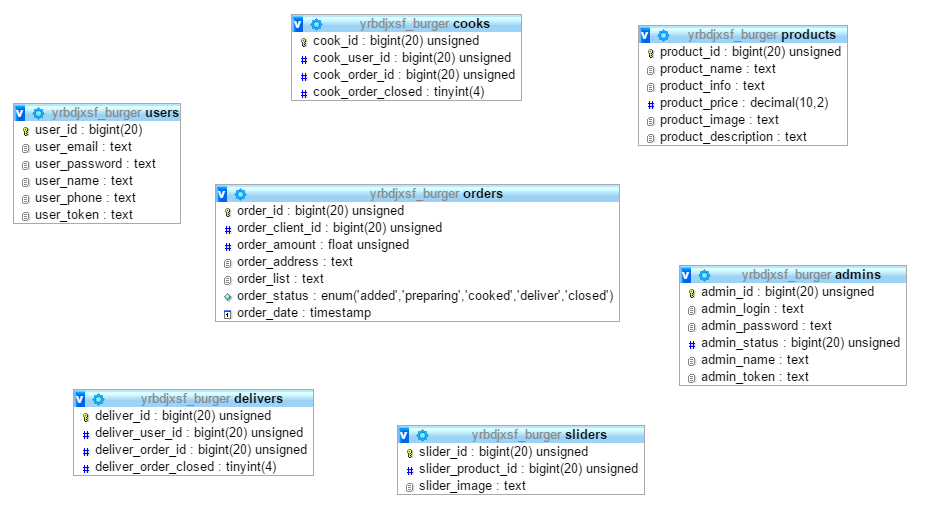 yrbdjxsf_burger cooks
cook_id : bigint(20) unsigned
cook_user_id : bigint(20) unsigned
cook_order_id : bigint(20) unsigned
cook_order_closed : tinyint(4)
yrbdjxsf_burger products
product_id : bigint(20) unsigned
product_name : text
product_info : text
product_price : decimal(10,2)
product_image : text
product_description : text
yrbdjxsf_burger users
user_id : bigint(20)
user_email : text
user_password : text
user_name : text
user_phone : text
user_token : text
yrbdjxsf_burger orders
order_id : bigint(20) unsigned
order_client_id : bigint(20) unsigned
order_amount : float unsigned
order_address : text
order_list : text
order_status : enum('added','preparing','cooked','deliver','closed')
order_date : timestamp
yrbdjxsf_burger admins
admin_id : bigint(20) unsigned
admin_login : text
admin_password : text
admin_status : bigint(20) unsigned
admin_name : text
admin_token : text
yrbdjxsf_burger delivers
deliver_id : bigint(20) unsigned
deliver_user_id : bigint(20) unsigned
deliver_order_id : bigint(20) unsigned
deliver_order_closed : tinyint(4)
yrbdjxsf_burger sliders
slider_id : bigint(20) unsigned
slider_product_id : bigint(20) unsigned
slider_image : text